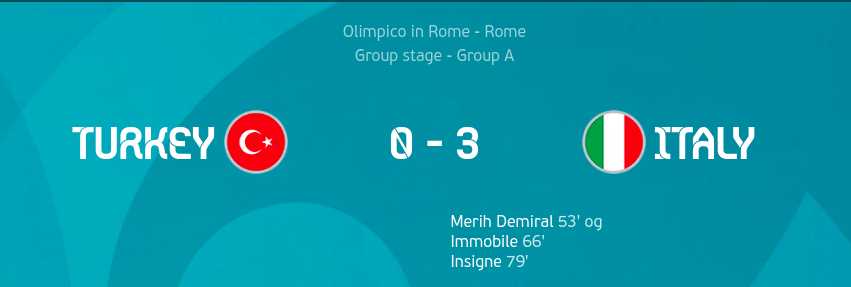 Olimpico in Rome - Rome
Group stage - Group A
TURKEY 0 - 3 ITALY
Merih Demiral 53' og
Immobile 66'
Insigne 79'